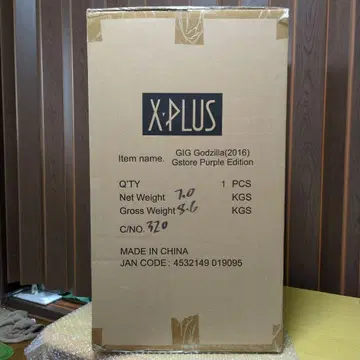 X·PLUS
Item name. GIG Godzilla(2016)
Gstore Purple Edition
Q'TY 1 PCS
Net Weight 7.0 KGS
Gross Weight 8.6 KGS
C/NO. 320
MADE IN CHINA
JAN CODE : 4532149 019095